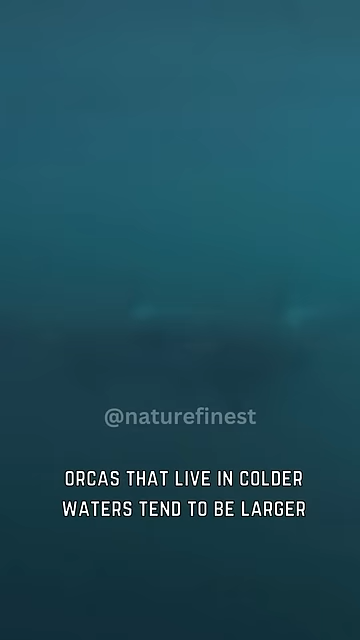 @naturefinest
ORCAS THAT LIVE IN COLDER
WATERS TEND TO BE LARGER